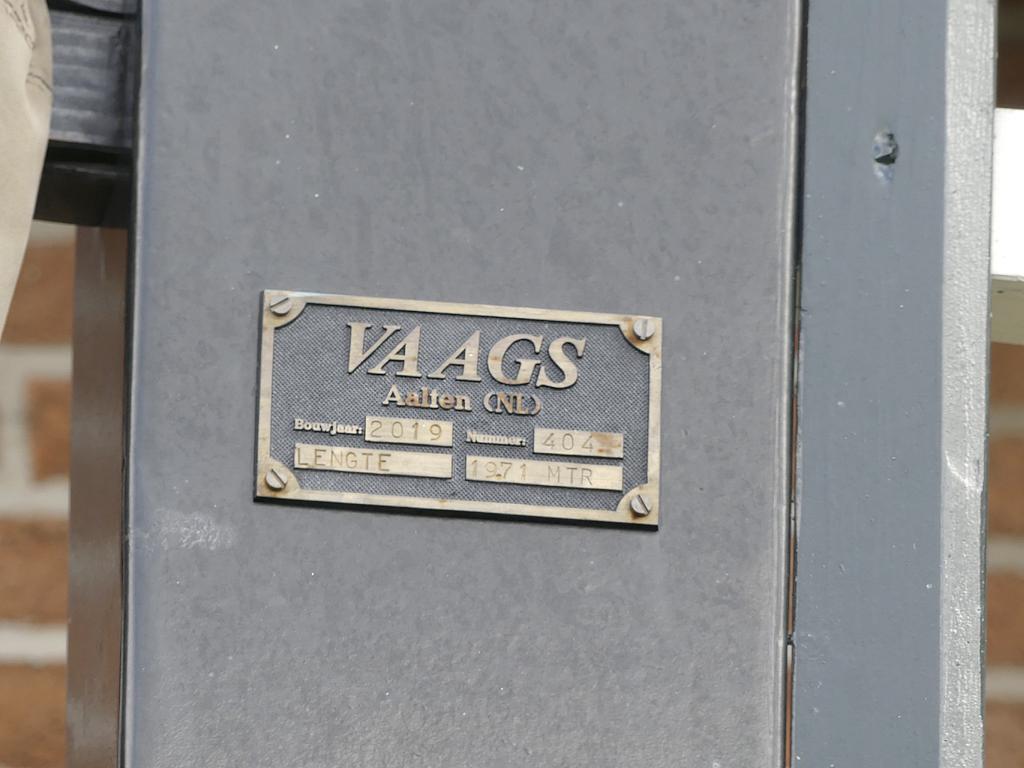 VAAGS
Aalten (NL)
Bouwjaar: 2019 Nummer: 404
LENGTE 1971 MTR